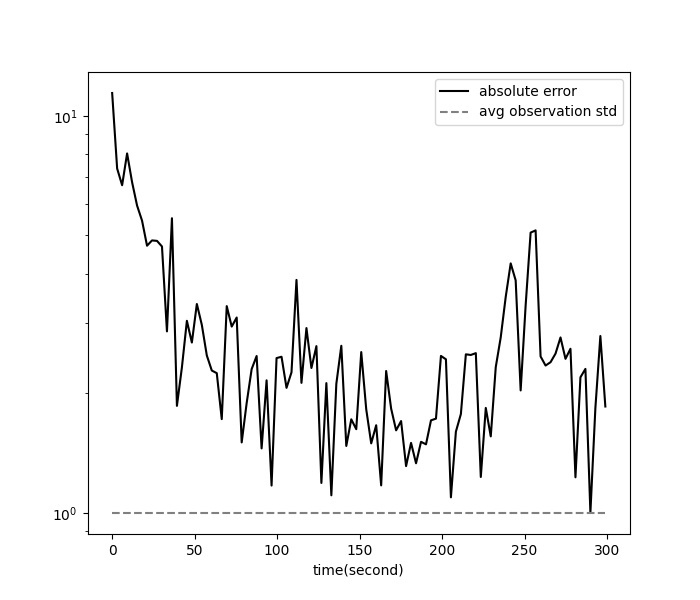 absolute error
avg observation std
10¹
10⁰
0 50 100 150 200 250 300
time(second)